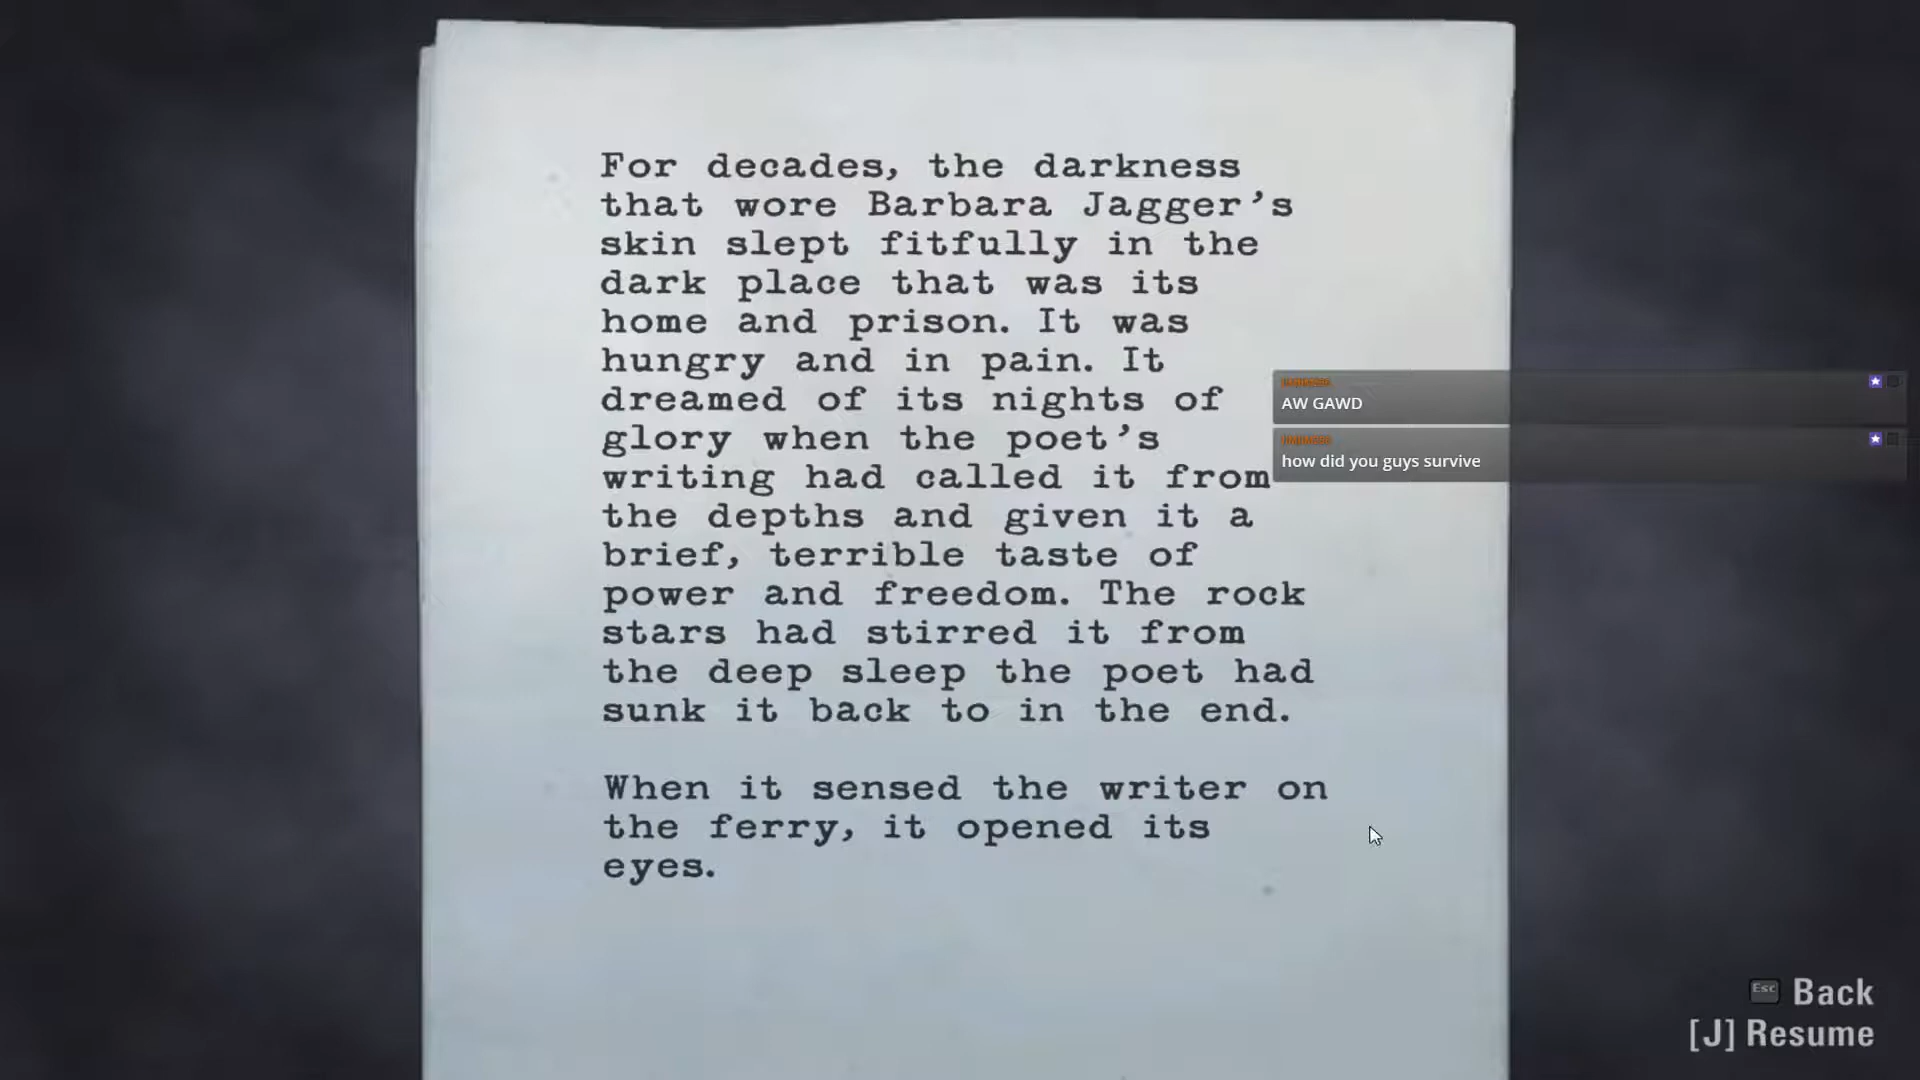 For decades, the darkness
that wore Barbara Jagger’s
skin slept fitfully in the
dark place that was its
home and prison. It was
hungry and in pain. It
dreamed of its nights of
glory when the poet’s
writing had called it from
the depths and given it a
brief, terrible taste of
power and freedom. The rock
stars had stirred it from
the deep sleep the poet had
sunk it back to in the end.
When it sensed the writer on
the ferry, it opened its
eyes.
AW GAWD
how did you guys survive
Esc Back
[J] Resume